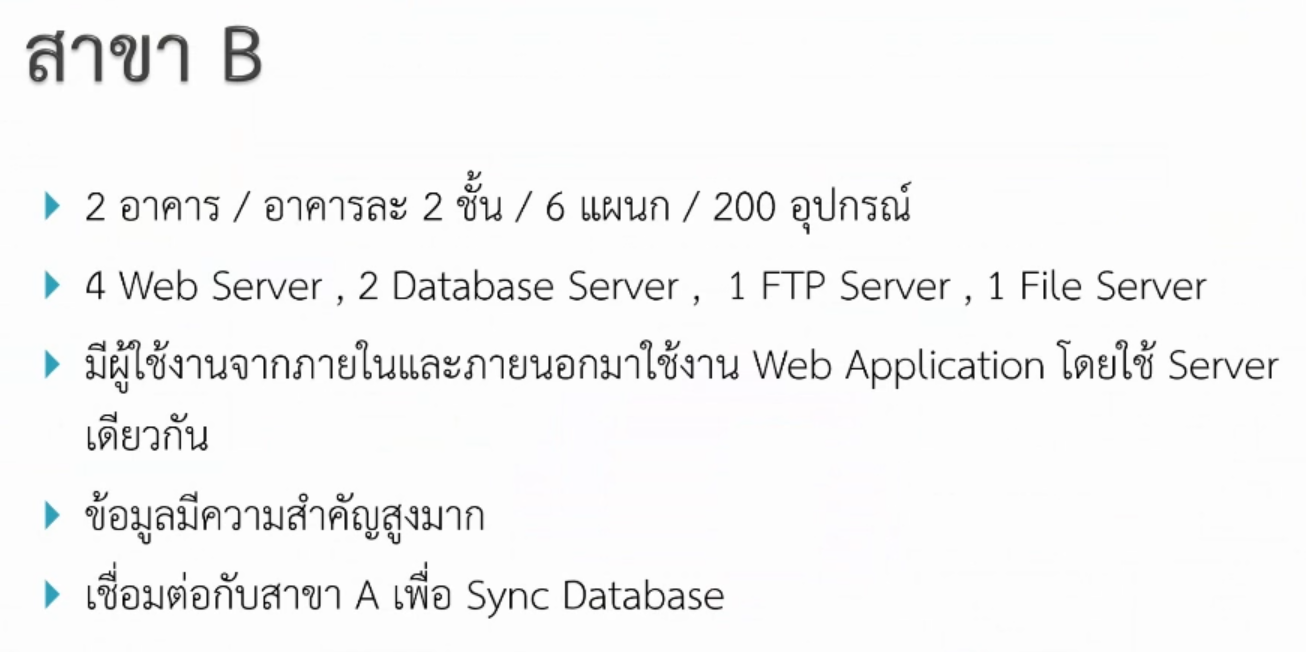 สาขา B
2 อาคาร / อาคารละ 2 ชั้น / 6 แผนก / 200 อุปกรณ์
4 Web Server , 2 Database Server , 1 FTP Server , 1 File Server
มีผู้ใช้งานจากภายในและภายนอกมาใช้งาน Web Application โดยใช้ Server
เดียวกัน
ข้อมูลมีความสำคัญสูงมาก
เชื่อมต่อกับสาขา A เพื่อ Sync Database